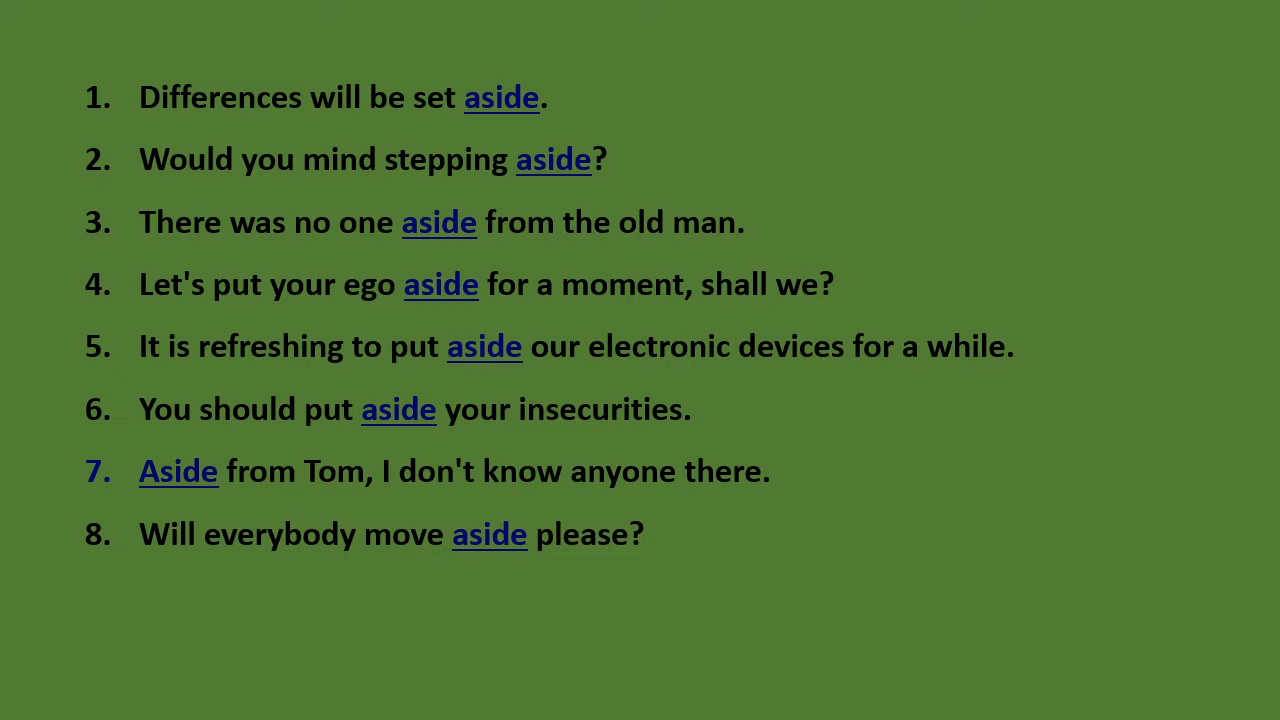 1. Differences will be set aside.
2. Would you mind stepping aside?
3. There was no one aside from the old man.
4. Let's put your ego aside for a moment, shall we?
5. It is refreshing to put aside our electronic devices for a while.
6. You should put aside your insecurities.
7. Aside from Tom, I don't know anyone there.
8. Will everybody move aside please?